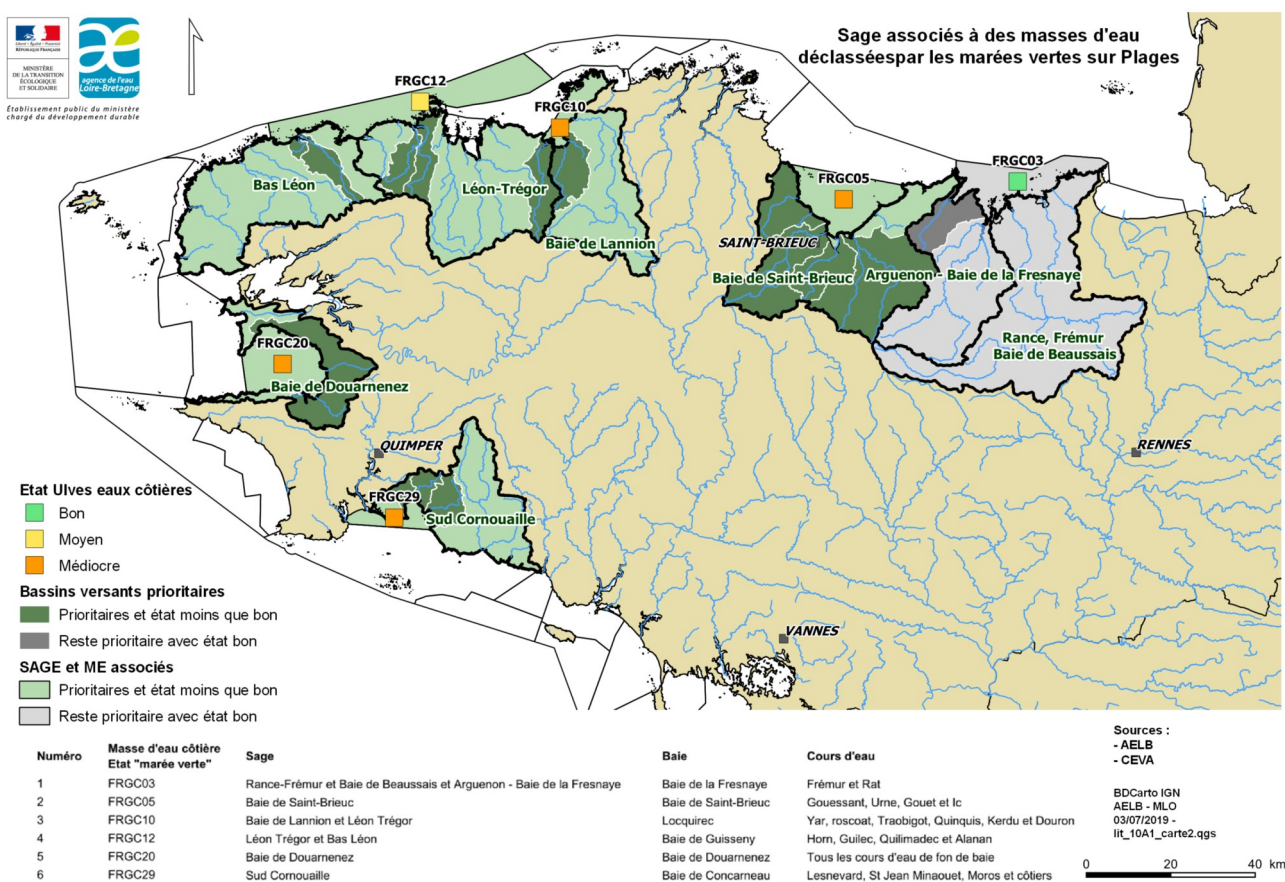 Sage associés à des masses d'eau
déclasséespar les marées vertes sur Plages
Liberté • Égalité • Fraternité
RÉPUBLIQUE FRANÇAISE
MINISTÈRE
DE LA TRANSITION
ÉCOLOGIQUE
ET SOLIDAIRE
agence de l'eau
Loire-Bretagne
Établissement public du ministère
chargé du développement durable
FRGC12
FRGC10
FRGC03
FRGC05
Bas Léon
Léon-Trégor
Baie de Lannion
SAINT-BRIEUC
Baie de Saint-Brieuc
Arguenon - Baie de la Fresnaye
Rance, Frémur
Baie de Beaussais
FRGC20
Baie de Douarnenez
QUIMPER
RENNES
FRGC29
Sud Cornouaille
VANNES
Etat Ulves eaux côtières
Bon
Moyen
Médiocre
Bassins versants prioritaires
Prioritaires et état moins que bon
Reste prioritaire avec état bon
SAGE et ME associés
Prioritaires et état moins que bon
Reste prioritaire avec état bon
Numéro Masse d'eau côtière Etat "marée verte" Sage Baie Cours d'eau
1 FRGC03 Rance-Frémur et Baie de Beaussais et Arguenon - Baie de la Fresnaye Baie de la Fresnaye Frémur et Rat
2 FRGC05 Baie de Saint-Brieuc Baie de Saint-Brieuc Gouessant, Urne, Gouet et Ic
3 FRGC10 Baie de Lannion et Léon Trégor Locquirec Yar, roscoat, Traobigot, Quinquis, Kerdu et Douron
4 FRGC12 Léon Trégor et Bas Léon Baie de Guisseny Horn, Guilec, Quilimadec et Alanan
5 FRGC20 Baie de Douarnenez Baie de Douarnenez Tous les cours d'eau de fon de baie
6 FRGC29 Sud Cornouaille Baie de Concarneau Lesnevard, St Jean Minaouet, Moros et côtiers
Sources :
- AELB
- CEVA
BDCarto IGN
AELB - MLO
03/07/2019 -
lit_10A1_carte2.qgs
0 20 40 km